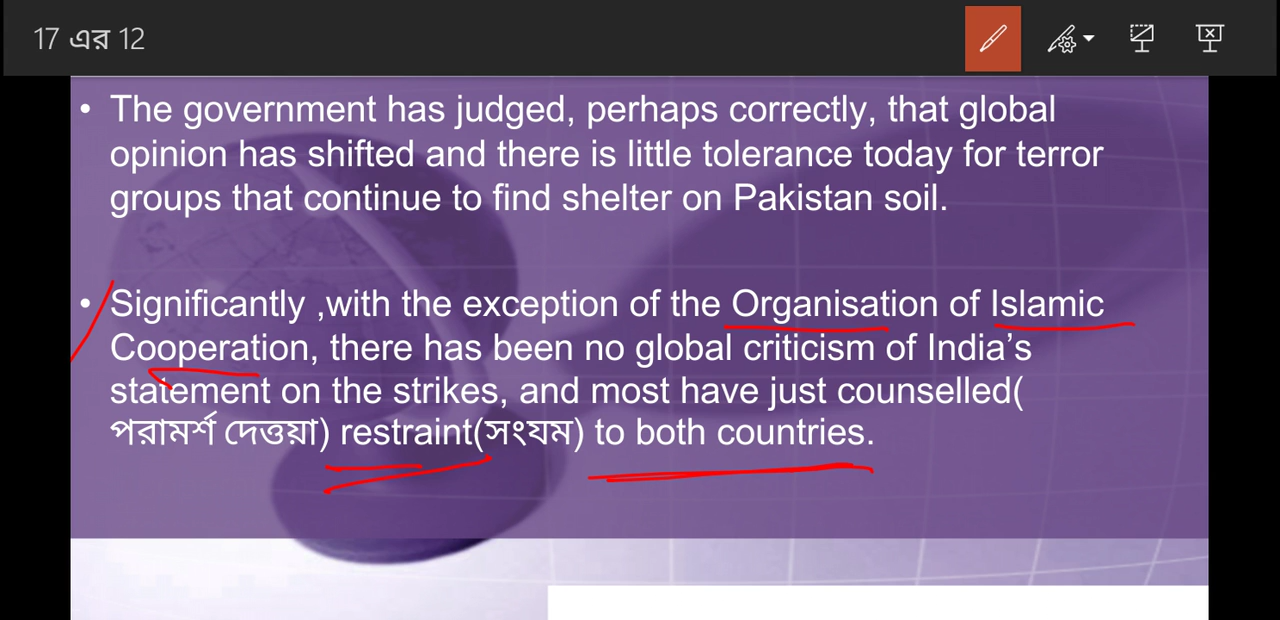 17 এর 12
• The government has judged, perhaps correctly, that global
opinion has shifted and there is little tolerance today for terror
groups that continue to find shelter on Pakistan soil.
• Significantly ,with the exception of the Organisation of Islamic
Cooperation, there has been no global criticism of India’s
statement on the strikes, and most have just counselled(
পরামর্শ দেত্তয়া) restraint(সংযম) to both countries.